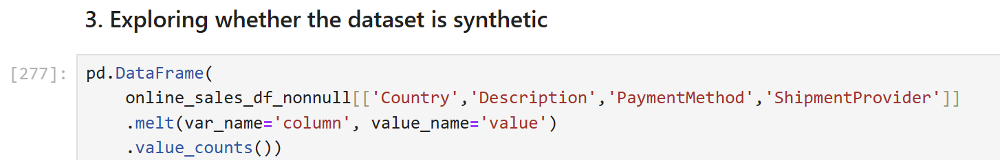 3. Exploring whether the dataset is synthetic
[277]: pd.DataFrame(
online_sales_df_nonnull[['Country','Description','PaymentMethod','ShipmentProvider']]
.melt(var_name='column', value_name='value')
.value_counts())